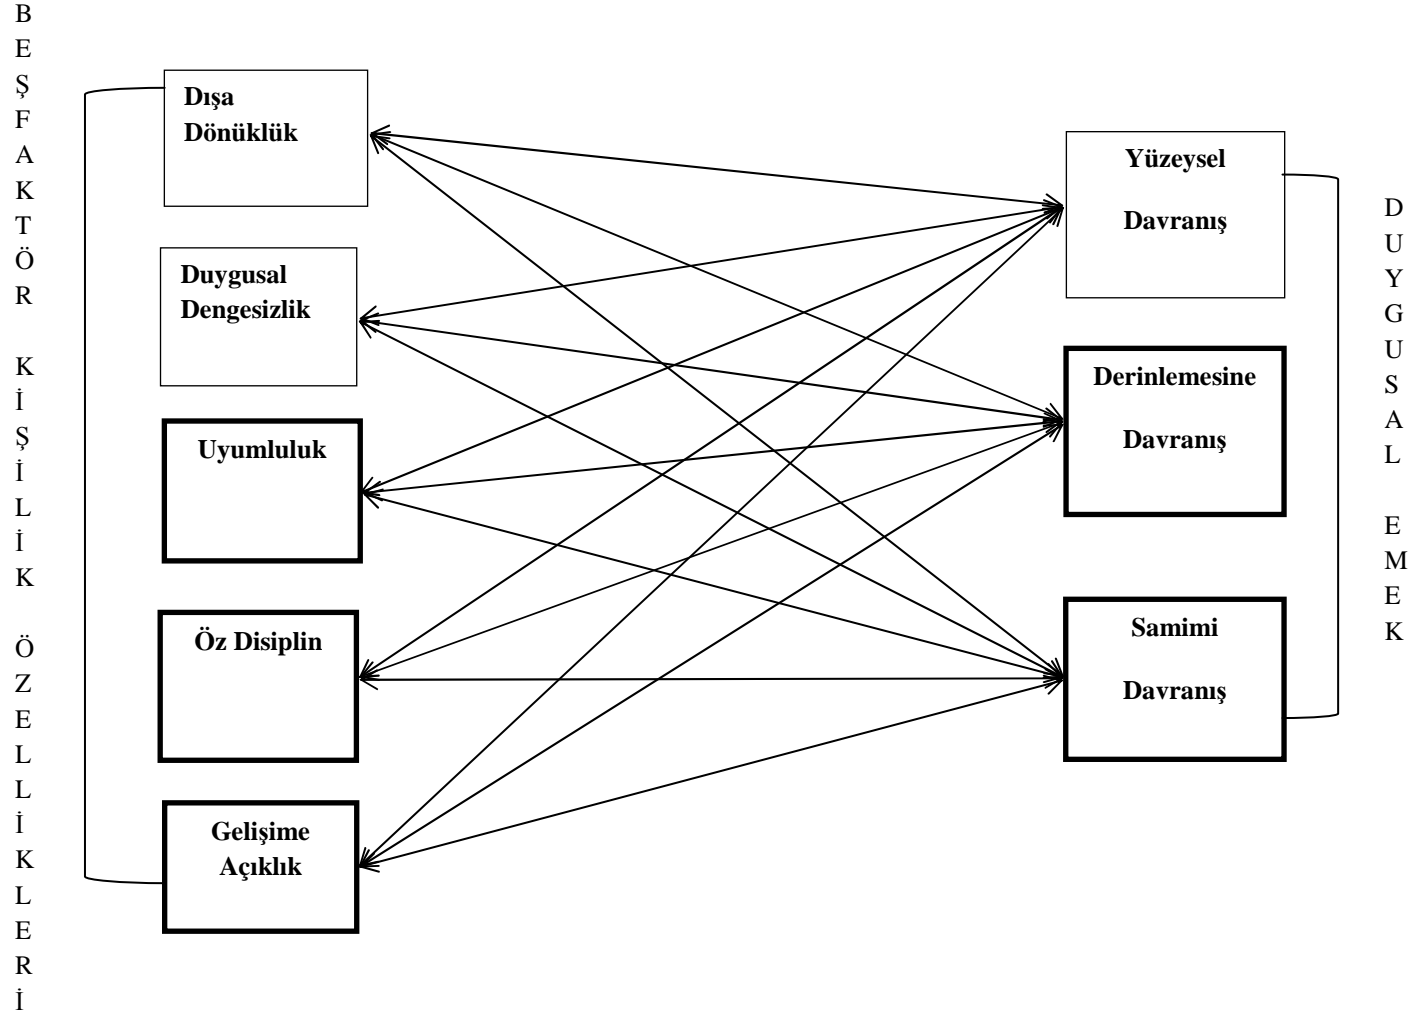 BEŞFAKTÖR KİŞİLİK ÖZELLİKLERİ
Dışa
Dönüklük
Duygusal
Dengesizlik
Uyumluluk
Öz Disiplin
Gelişime
Açıklık
Yüzeysel
Davranış
Derinlemesine
Davranış
Samimi
Davranış
DUYGUSAL EMEK